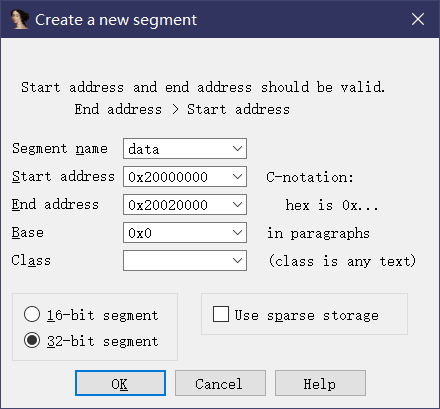 Create a new segment
Start address and end address should be valid.
End address > Start address
Segment name data
Start address 0x20000000 C-notation:
End address 0x20020000 hex is 0x...
Base 0x0 in paragraphs
Class (class is any text)
16-bit segment Use sparse storage
32-bit segment
OK Cancel Help